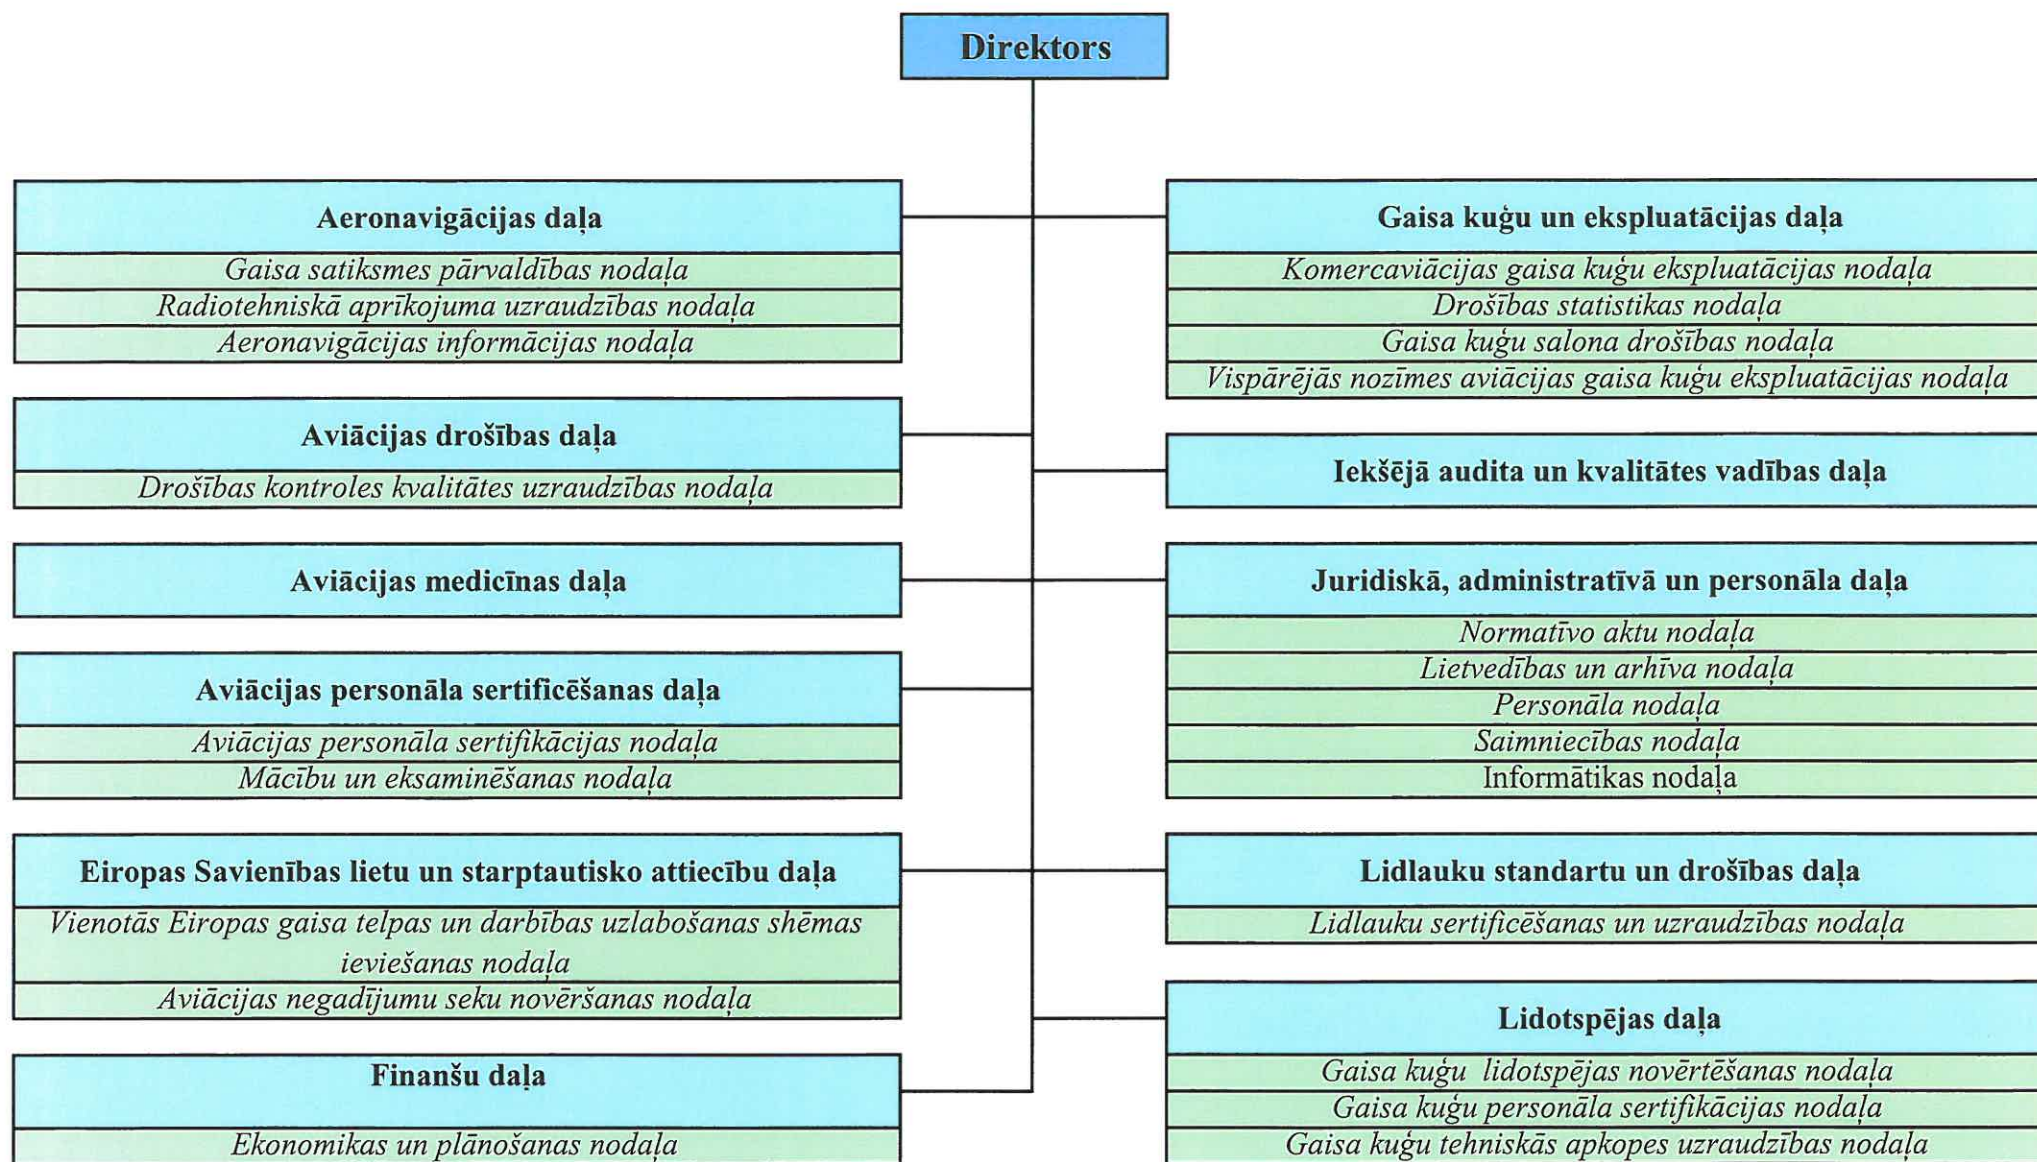 Direktors
Aeronavigācijas daļa
Gaisa satiksmes pārvaldības nodaļa
Radiotehniskā aprīkojuma uzraudzības nodaļa
Aeronavigācijas informācijas nodaļa
Aviācijas drošības daļa
Drošības kontroles kvalitātes uzraudzības nodaļa
Aviācijas medicīnas daļa
Aviācijas personāla sertificēšanas daļa
Aviācijas personāla sertifikācijas nodaļa
Mācību un eksaminēšanas nodaļa
Eiropas Savienības lietu un starptautisko attiecību daļa
Vienotās Eiropas gaisa telpas un darbības uzlabošanas shēmas
ieviešanas nodaļa
Aviācijas negadījumu seku novēršanas nodaļa
Finanšu daļa
Ekonomikas un plānošanas nodaļa
Gaisa kuģu un ekspluatācijas daļa
Komercaviācijas gaisa kuģu ekspluatācijas nodaļa
Drošības statistikas nodaļa
Gaisa kuģu salona drošības nodaļa
Vispārējās nozīmes aviācijas gaisa kuģu ekspluatācijas nodaļa
Iekšējā audita un kvalitātes vadības daļa
Juridiskā, administratīvā un personāla daļa
Normatīvo aktu nodaļa
Lietvedības un arhīva nodaļa
Personāla nodaļa
Saimniecības nodaļa
Informātikas nodaļa
Lidlauku standartu un drošības daļa
Lidlauku sertificēšanas un uzraudzības nodaļa
Lidotspējas daļa
Gaisa kuģu lidotspējas novērtēšanas nodaļa
Gaisa kuģu personāla sertifikācijas nodaļa
Gaisa kuģu tehniskās apkopes uzraudzības nodaļa